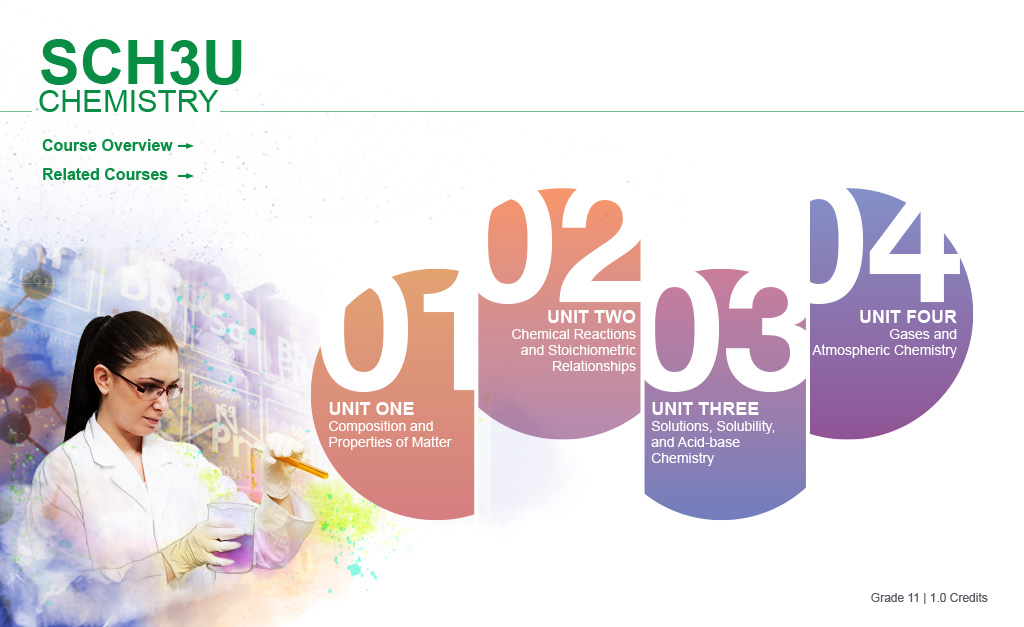 SCH3U
CHEMISTRY
Course Overview
Related Courses
01
UNIT ONE
Composition and
Properties of Matter
02
UNIT TWO
Chemical Reactions
and Stoichiometric
Relationships
03
UNIT THREE
Solutions, Solubility,
and Acid-base
Chemistry
04
UNIT FOUR
Gases and
Atmospheric Chemistry
Grade 11 | 1.0 Credits